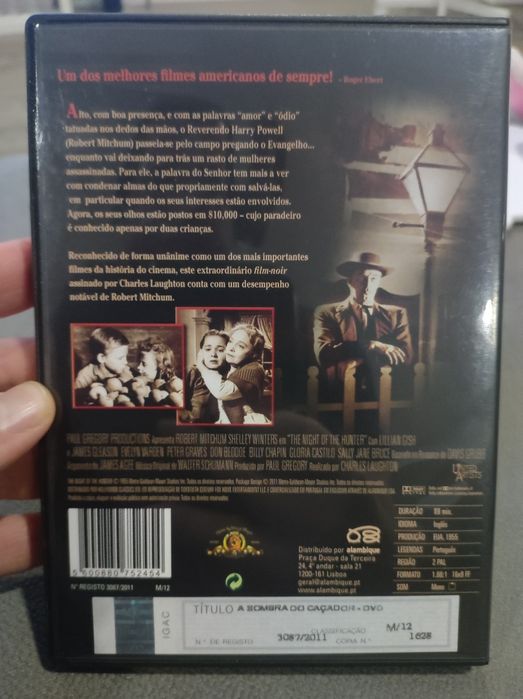 Um dos melhores filmes americanos de sempre! - Roger Ebert
Alto, com boa presença, e com as palavras “amor” e “ódio”
tatuadas nos dedos das mãos, o Reverendo Harry Powell
(Robert Mitchum) passeia-se pelo campo pregando o Evangelho...
enquanto vai deixando para trás um rasto de mulheres
assassinadas. Para ele, a palavra do Senhor tem mais a ver
com condenar almas do que propriamente com salvá-las,
em particular quando os seus interesses estão envolvidos.
Agora, os seus olhos estão postos em $10,000 – cujo paradeiro
é conhecido apenas por duas crianças.
Reconhecido de forma unânime como um dos mais importantes
filmes da história do cinema, este extraordinário film-noir
assinado por Charles Laughton conta com um desempenho
notável de Robert Mitchum.
PAUL GREGORY PRODUCTIONS Apresenta ROBERT MITCHUM SHELLEY WINTERS em "THE NIGHT OF THE HUNTER" Com LILLIAN GISH
e JAMES GLEASON EVELYN VARDEN PETER GRAVES DON BEDDOE BILLY CHAPIN GLORIA CASTILO SALLY JANE BRUCE Baseado no Romance de DAVIS GRUBB
Argumento de JAMES AGEE Música Original de WALTER SCHUMANN Produzido por PAUL GREGORY Realizado por CHARLES LAUGHTON
UNITED ARTISTS
DURAÇÃO 89 min.
IDIOMA Inglês
PRODUÇÃO EUA, 1955
LEGENDAS Português
REGIÃO 2 PAL
FORMATO 1.66:1 16x9 FF
SOM Mono
Distribuído por alambique
Praça Duque da Terceira
24, 4º andar - sala 21
1200-161 Lisboa
geral@alambique.pt
www.alambique.pt
5 600880 752464
Nº REGISTO 3087/2011 M/12
IGAC
TÍTULO A SOMBRA DO CAÇADOR - DVD
CLASSIFICAÇÃO M/12
N.º DE REGISTO 3087/2011 CÓPIA N.º 1628